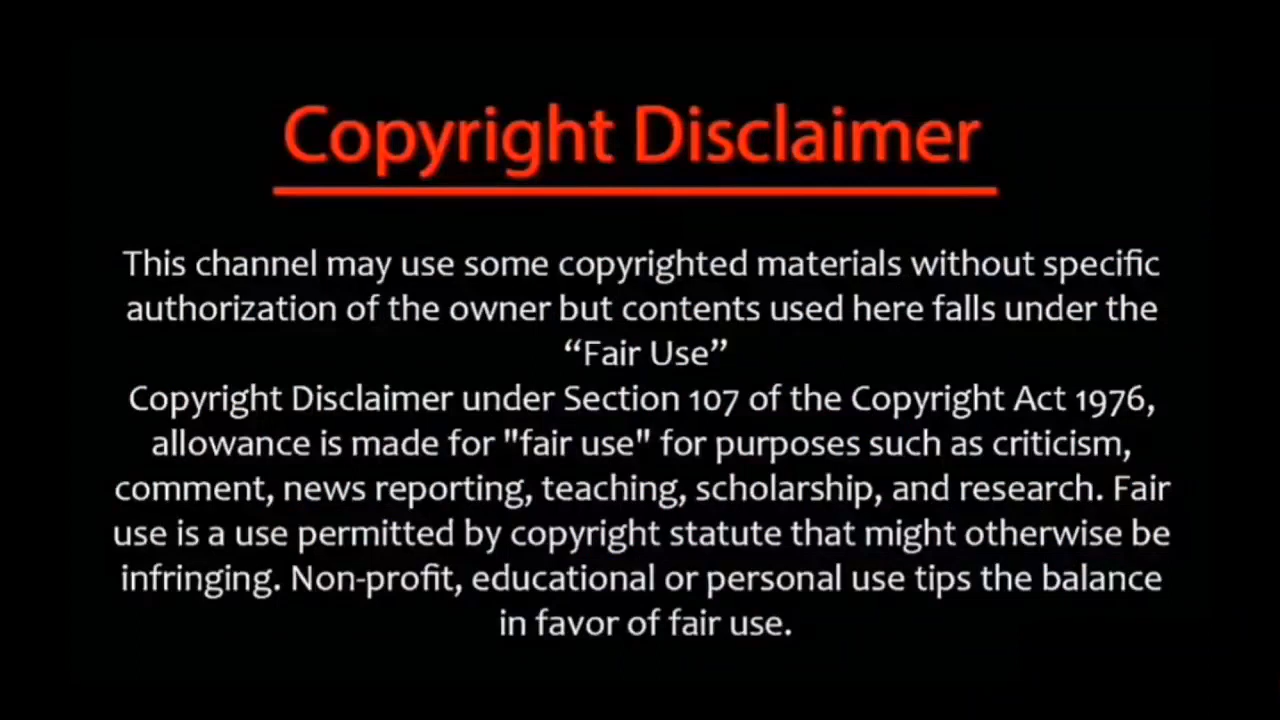 Copyright Disclaimer
This channel may use some copyrighted materials without specific
authorization of the owner but contents used here falls under the
“Fair Use”
Copyright Disclaimer under Section 107 of the Copyright Act 1976,
allowance is made for "fair use" for purposes such as criticism,
comment, news reporting, teaching, scholarship, and research. Fair
use is a use permitted by copyright statute that might otherwise be
infringing. Non-profit, educational or personal use tips the balance
in favor of fair use.